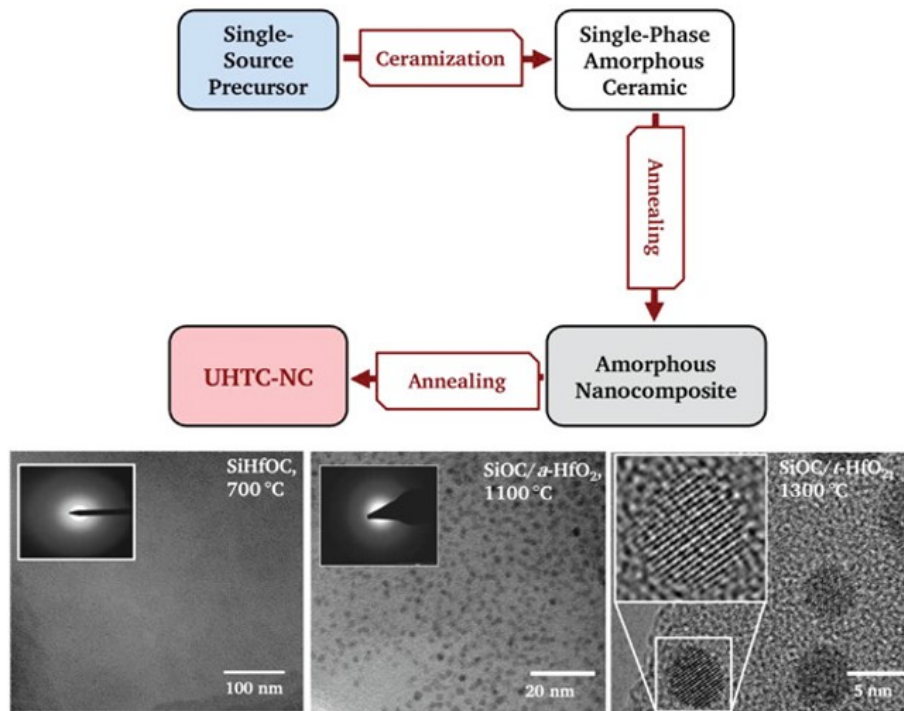 Single-
Source
Precursor
Ceramization
Single-Phase
Amorphous
Ceramic
Annealing
UHTC-NC
Annealing
Amorphous
Nanocomposite
SiHfOC,
700 °C
100 nm
SiOC/a-HfO₂,
1100 °C
20 nm
SiOC/t-HfO₂,
1300 °C
5 nm